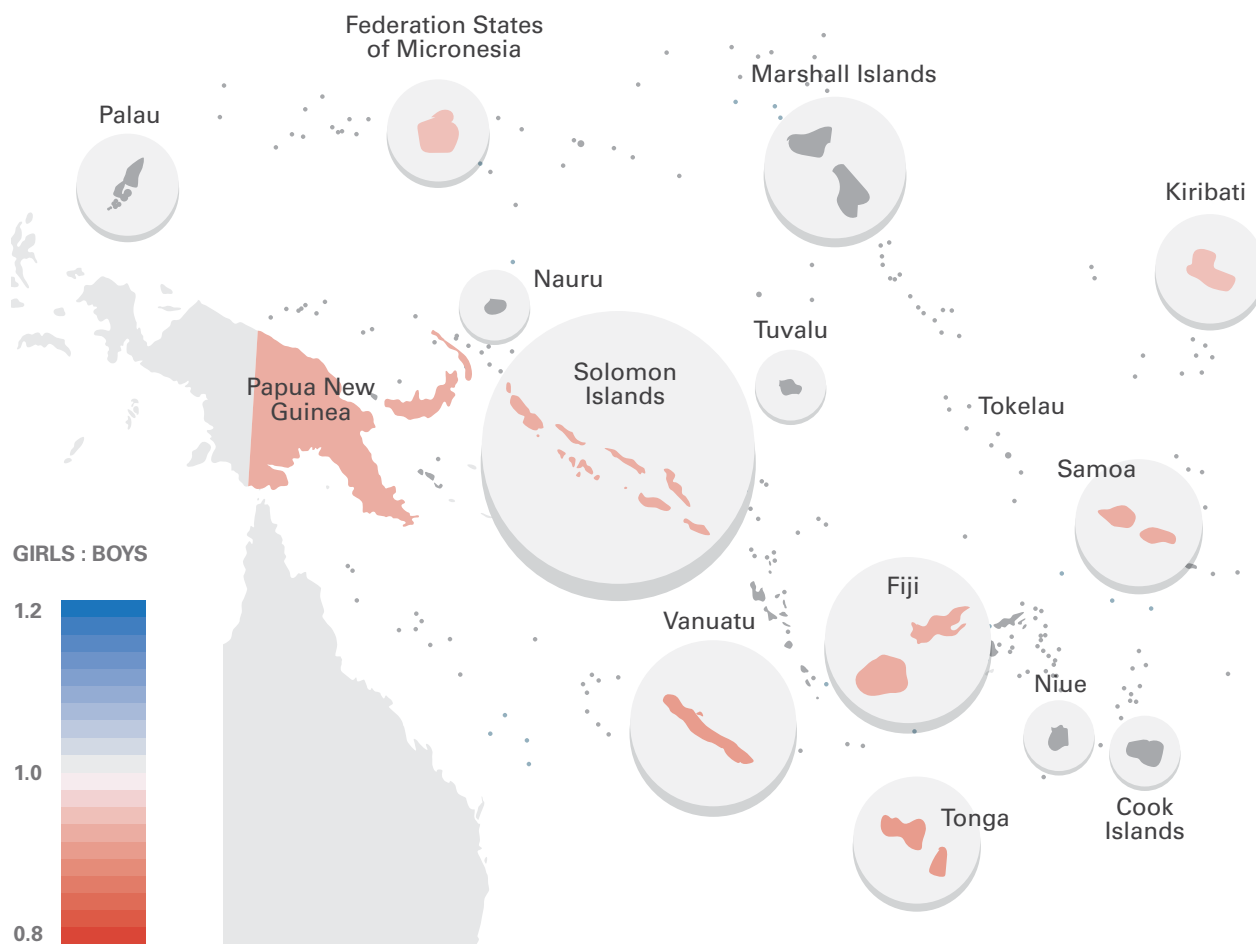 Federation States
of Micronesia
Marshall Islands
Palau
Kiribati
Nauru
Tuvalu
Solomon
Islands
Papua New
Guinea
Tokelau
Samoa
GIRLS : BOYS
Fiji
1.2
Vanuatu
Niue
1.0
Cook
Islands
Tonga
0.8